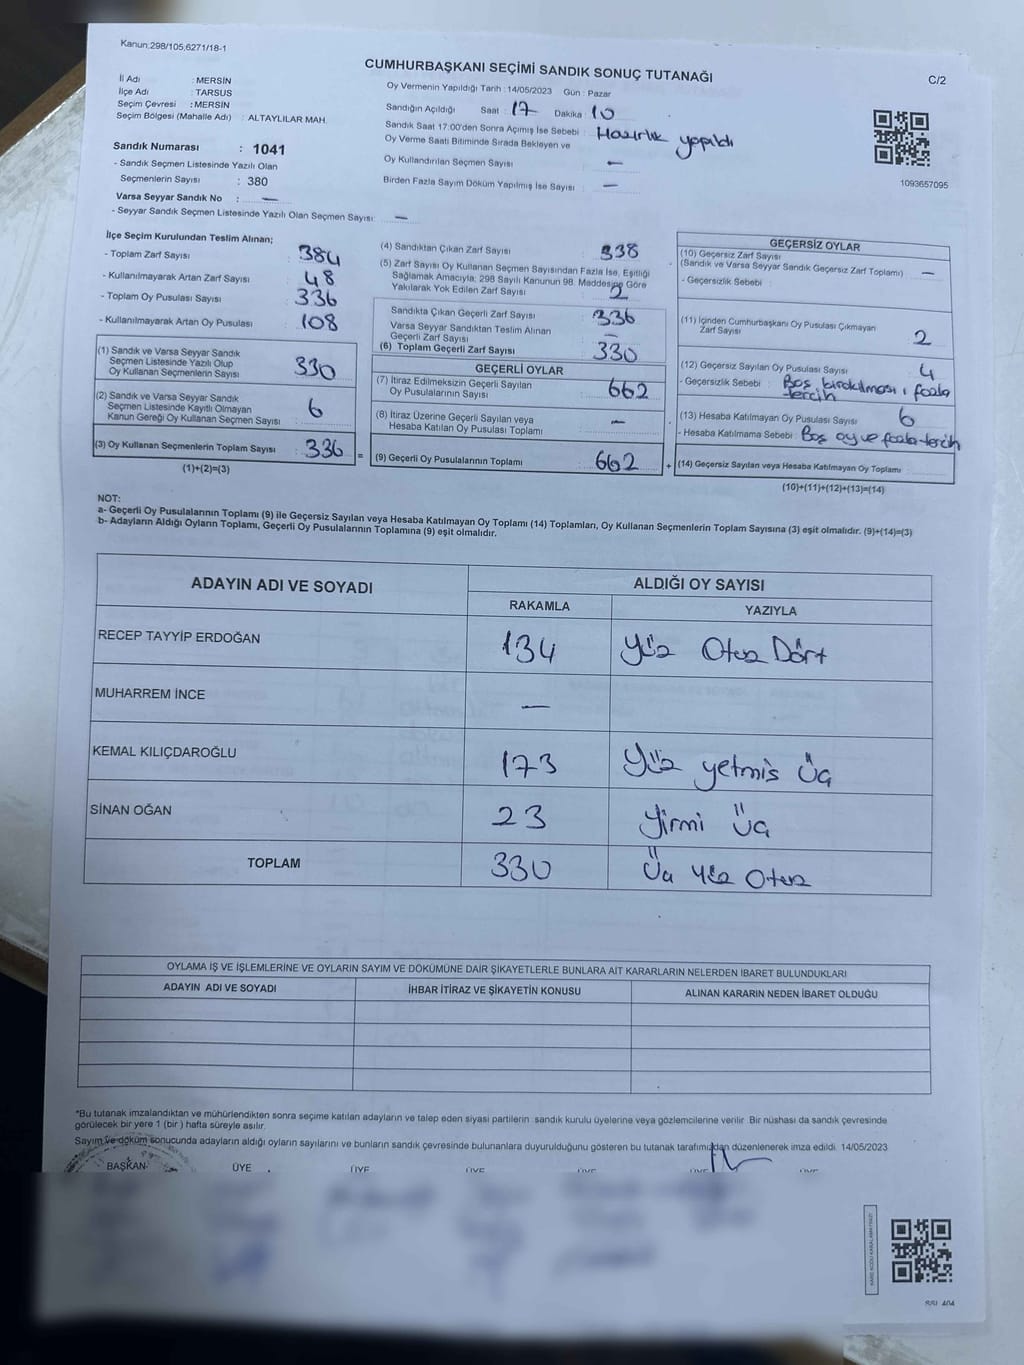 Kanun;298/105,6271/18-1
CUMHURBAŞKANI SEÇİMİ SANDIK SONUÇ TUTANAĞI
C/2
İl Adı : MERSİN
İlçe Adı : TARSUS
Seçim Çevresi : MERSİN
Seçim Bölgesi (Mahalle Adı) : ALTAYLILAR MAH.
Oy Vermenin Yapıldığı Tarih : 14/05/2023 Gün : Pazar
Sandığın Açıldığı Saat : 17 Dakika : 10
Sandık Saat 17:00'den Sonra Açımış İse Sebebi : Hazırlık yapıldı
Oy Verme Saati Bitiminde Sırada Bekleyen ve
Oy Kullandırılan Seçmen Sayısı : —
Birden Fazla Sayım Döküm Yapılmış İse Sayısı : —
1093657095
Sandık Numarası : 1041
- Sandık Seçmen Listesinde Yazılı Olan
Seçmenlerin Sayısı : 380
Varsa Seyyar Sandık No : —
- Seyyar Sandık Seçmen Listesinde Yazılı Olan Seçmen Sayısı: —
İlçe Seçim Kurulundan Teslim Alınan;
- Toplam Zarf Sayısı : 384
- Kullanılmayarak Artan Zarf Sayısı : 48
- Toplam Oy Pusulası Sayısı : 336
- Kullanılmayarak Artan Oy Pusulası : 108
(1) Sandık ve Varsa Seyyar Sandık
Seçmen Listesinde Yazılı Olup
Oy Kullanan Seçmenlerin Sayısı : 330
(2) Sandık ve Varsa Seyyar Sandık
Seçmen Listesinde Kayıtlı Olmayan
Kanun Gereği Oy Kullanan Seçmen Sayısı : 6
(3) Oy Kullanan Seçmenlerin Toplam Sayısı : 336
(1)+(2)=(3)
=
(4) Sandıktan Çıkan Zarf Sayısı : 338
(5) Zarf Sayısı Oy Kullanan Seçmen Sayısından Fazla İse, Eşitliği
Sağlamak Amacıyla; 298 Sayılı Kanunun 98. Maddesine Göre
Yakılarak Yok Edilen Zarf Sayısı : 2
Sandıkta Çıkan Geçerli Zarf Sayısı : 336
Varsa Seyyar Sandıktan Teslim Alınan
Geçerli Zarf Sayısı : —
(6) Toplam Geçerli Zarf Sayısı : 330
GEÇERLİ OYLAR
(7) İtiraz Edilmeksizin Geçerli Sayılan
Oy Pusulalarının Sayısı : 662
(8) İtiraz Üzerine Geçerli Sayılan veya
Hesaba Katılan Oy Pusulası Toplamı : —
(9) Geçerli Oy Pusulalarının Toplamı : 662
+
GEÇERSİZ OYLAR
(10) Geçersiz Zarf Sayısı
(Sandık ve Varsa Seyyar Sandık Geçersiz Zarf Toplamı) : —
- Geçersizlik Sebebi :
(11) İçinden Cumhurbaşkanı Oy Pusulası Çıkmayan
Zarf Sayısı : 2
(12) Geçersiz Sayılan Oy Pusulası Sayısı : 4
- Geçersizlik Sebebi : Boş bırakılması, fazla
tercih
(13) Hesaba Katılmayan Oy Pusulası Sayısı : 6
- Hesaba Katılmama Sebebi : Boş oy ve fazla tercih
(14) Geçersiz Sayılan veya Hesaba Katılmayan Oy Toplamı
(10)+(11)+(12)+(13)=(14)
NOT:
a- Geçerli Oy Pusulalarının Toplamı (9) ile Geçersiz Sayılan veya Hesaba Katılmayan Oy Toplamı (14) Toplamları, Oy Kullanan Seçmenlerin Toplam Sayısına (3) eşit olmalıdır. (9)+(14)=(3)
b- Adayların Aldığı Oyların Toplamı, Geçerli Oy Pusulalarının Toplamına (9) eşit olmalıdır.
ADAYIN ADI VE SOYADI
ALDIĞI OY SAYISI
RAKAMLA YAZIYLA
RECEP TAYYİP ERDOĞAN 134 Yüz Otuz Dört
MUHARREM İNCE —
KEMAL KILIÇDAROĞLU 173 Yüz yetmis Üç
SİNAN OĞAN 23 Yirmi Üç
TOPLAM 330 Üç Yüz Otuz
OYLAMA İŞ VE İŞLEMLERİNE VE OYLARIN SAYIM VE DÖKÜMÜNE DAİR ŞİKAYETLERLE BUNLARA AİT KARARLARIN NELERDEN İBARET BULUNDUKLARI
ADAYIN ADI VE SOYADI İHBAR İTİRAZ VE ŞİKAYETİN KONUSU ALINAN KARARIN NEDEN İBARET OLDUĞU
*Bu tutanak imzalandıktan ve mühürlendikten sonra seçime katılan adayların ve talep eden siyasi partilerin sandık kurulu üyelerine veya gözlemcilerine verilir. Bir nüshası da sandık çevresinde
görülecek bir yere 1 (bir) hafta süreyle asılır.
Sayım ve döküm sonucunda adayların aldığı oyların sayılarını ve bunların sandık çevresinde bulunanlara duyurulduğunu gösteren bu tutanak tarafımızdan düzenlenerek imza edildi. 14/05/2023
BAŞKAN ÜYE ÜYE ÜYE ÜYE ÜYE ÜYE